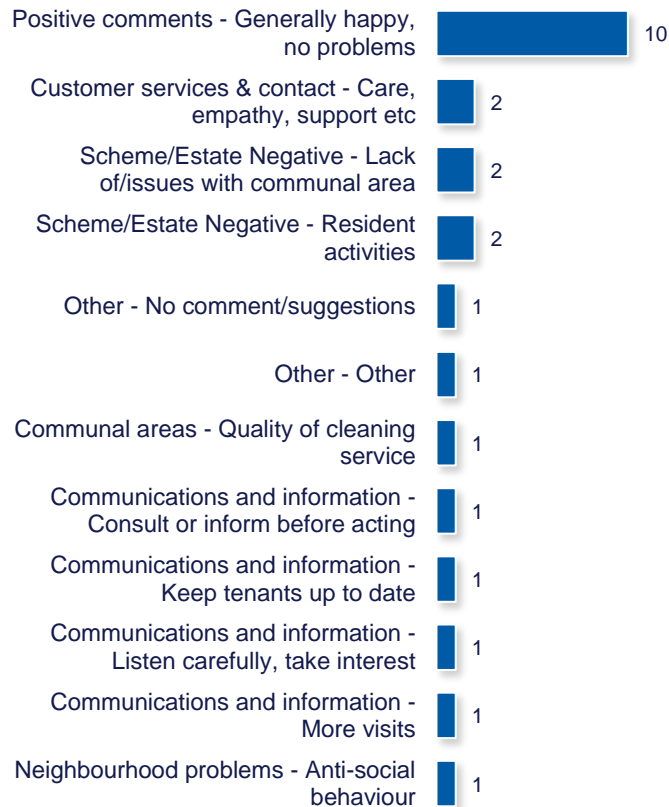 Positive comments - Generally happy,
no problems
10
Customer services & contact - Care,
empathy, support etc
2
Scheme/Estate Negative - Lack
of/issues with communal area
2
Scheme/Estate Negative - Resident
activities
2
Other - No comment/suggestions
1
Other - Other
1
Communal areas - Quality of cleaning
service
1
Communications and information -
Consult or inform before acting
1
Communications and information -
Keep tenants up to date
1
Communications and information -
Listen carefully, take interest
1
Communications and information -
More visits
1
Neighbourhood problems - Anti-social
behaviour
1